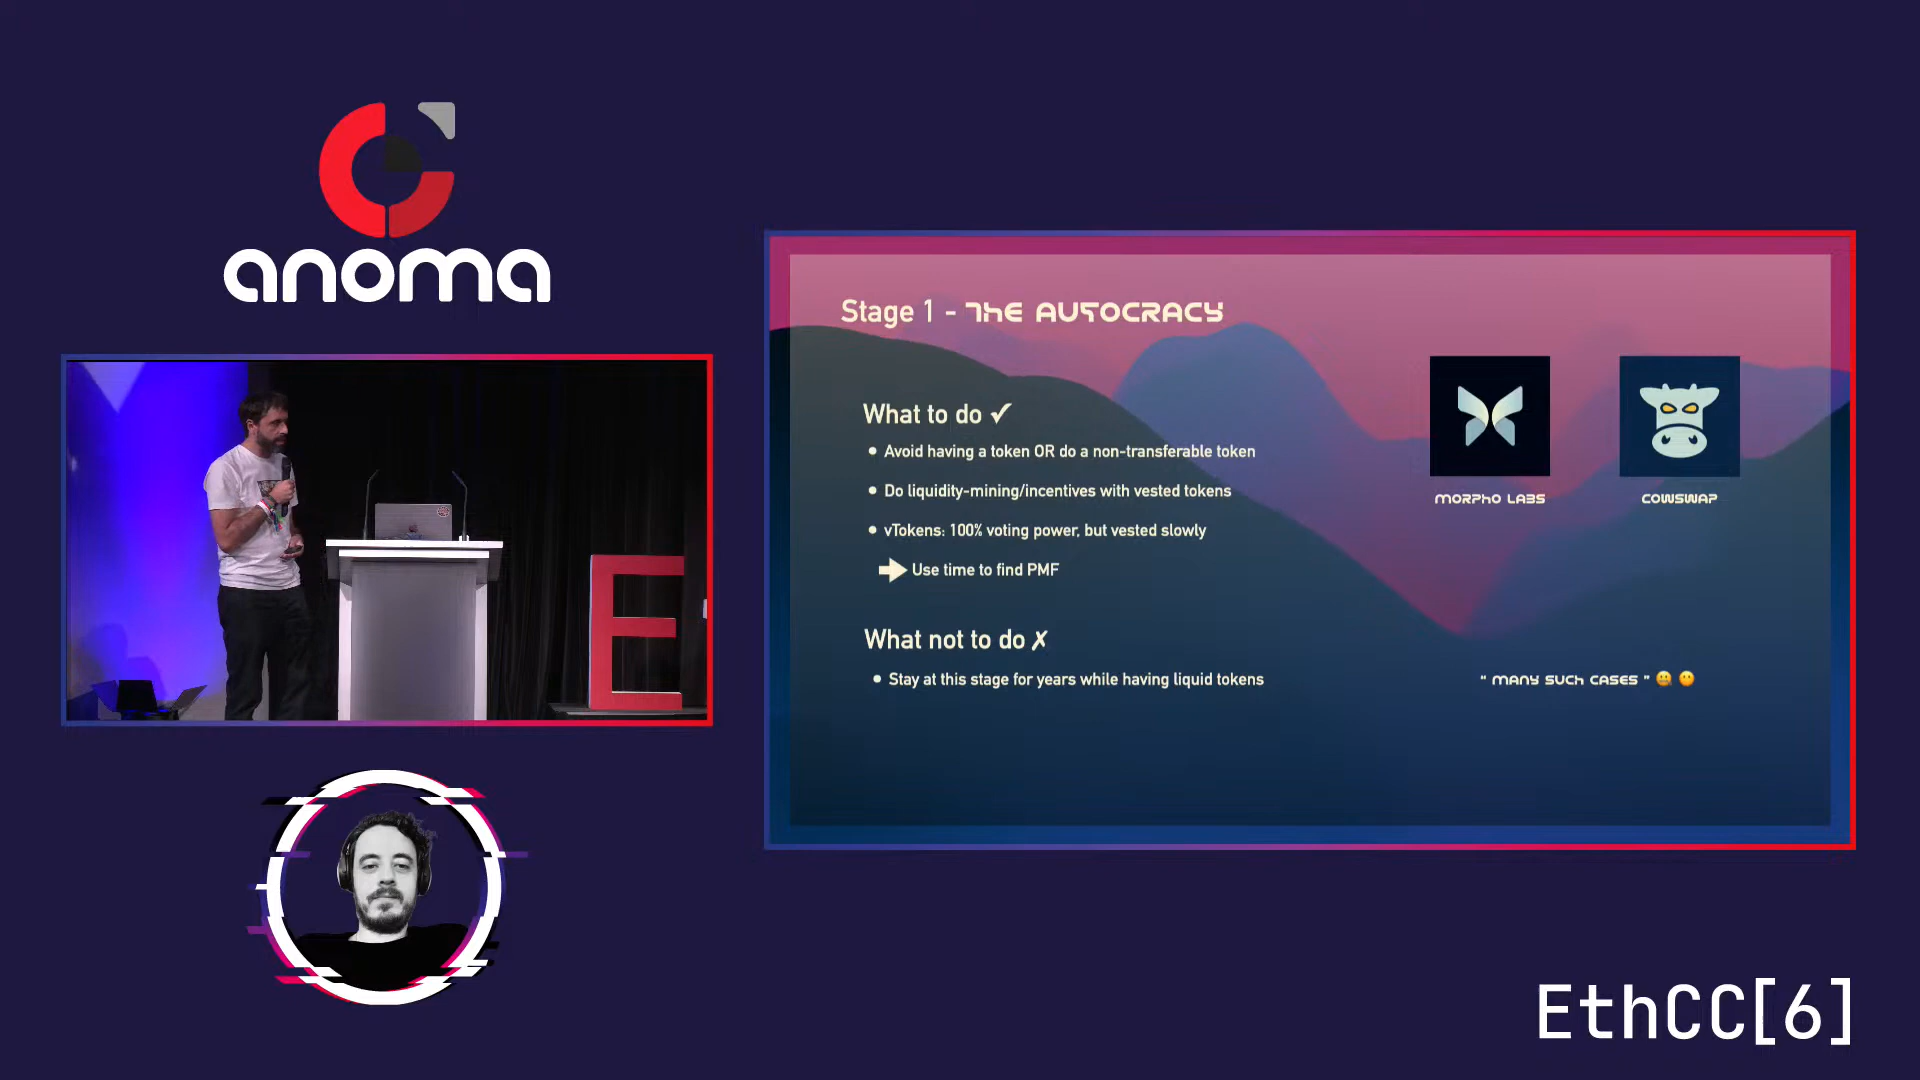 anoma
Stage 1 - THE AUTOCRACY
What to do ✓
• Avoid having a token OR do a non-transferable token
• Do liquidity-mining/incentives with vested tokens
• vTokens: 100% voting power, but vested slowly
➡ Use time to find PMF
MORPHO LABS
COWSWAP
What not to do ✗
• Stay at this stage for years while having liquid tokens
" MANY SUCH CASES " 🤐 😶
E
EthCC[6]